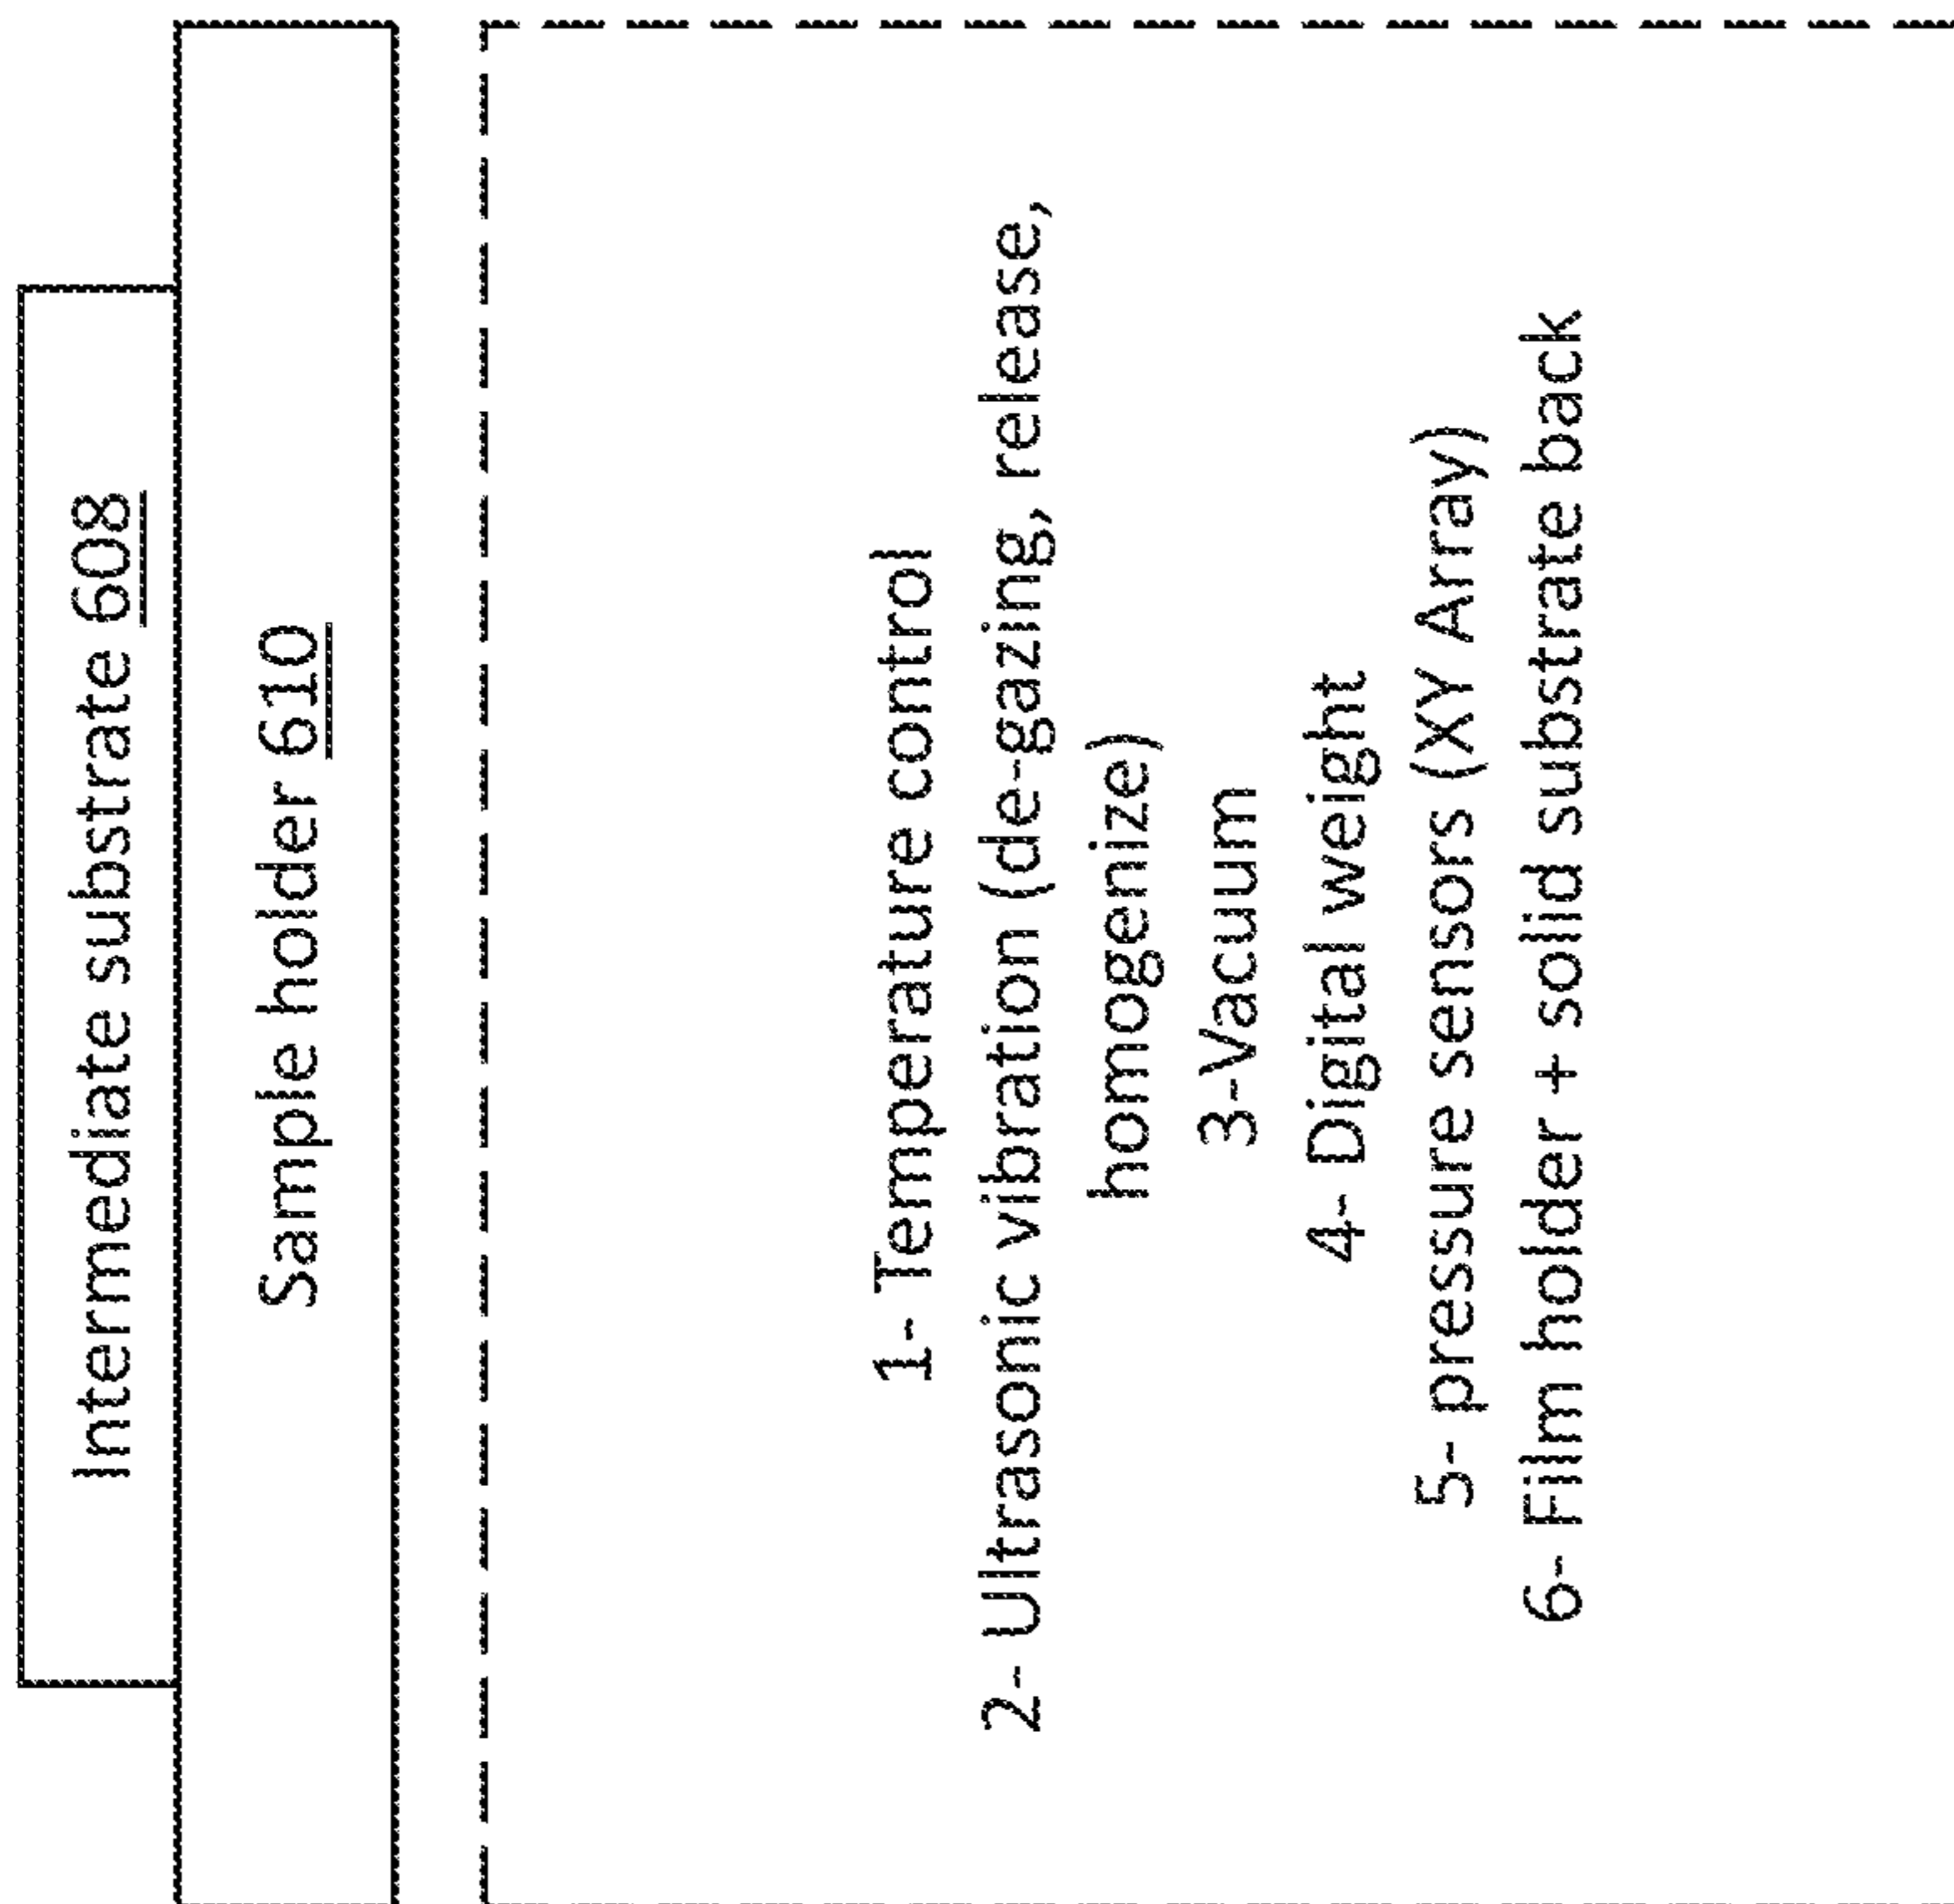 Intermediate substrate 608
Sample holder 610
1- Temperature control
2- Ultrasonic vibration (de-gazing, release,
homogenize)
3-Vacuum
4- Digital weight
5- pressure sensors (XY Array)
6- Film holder + solid substrate back